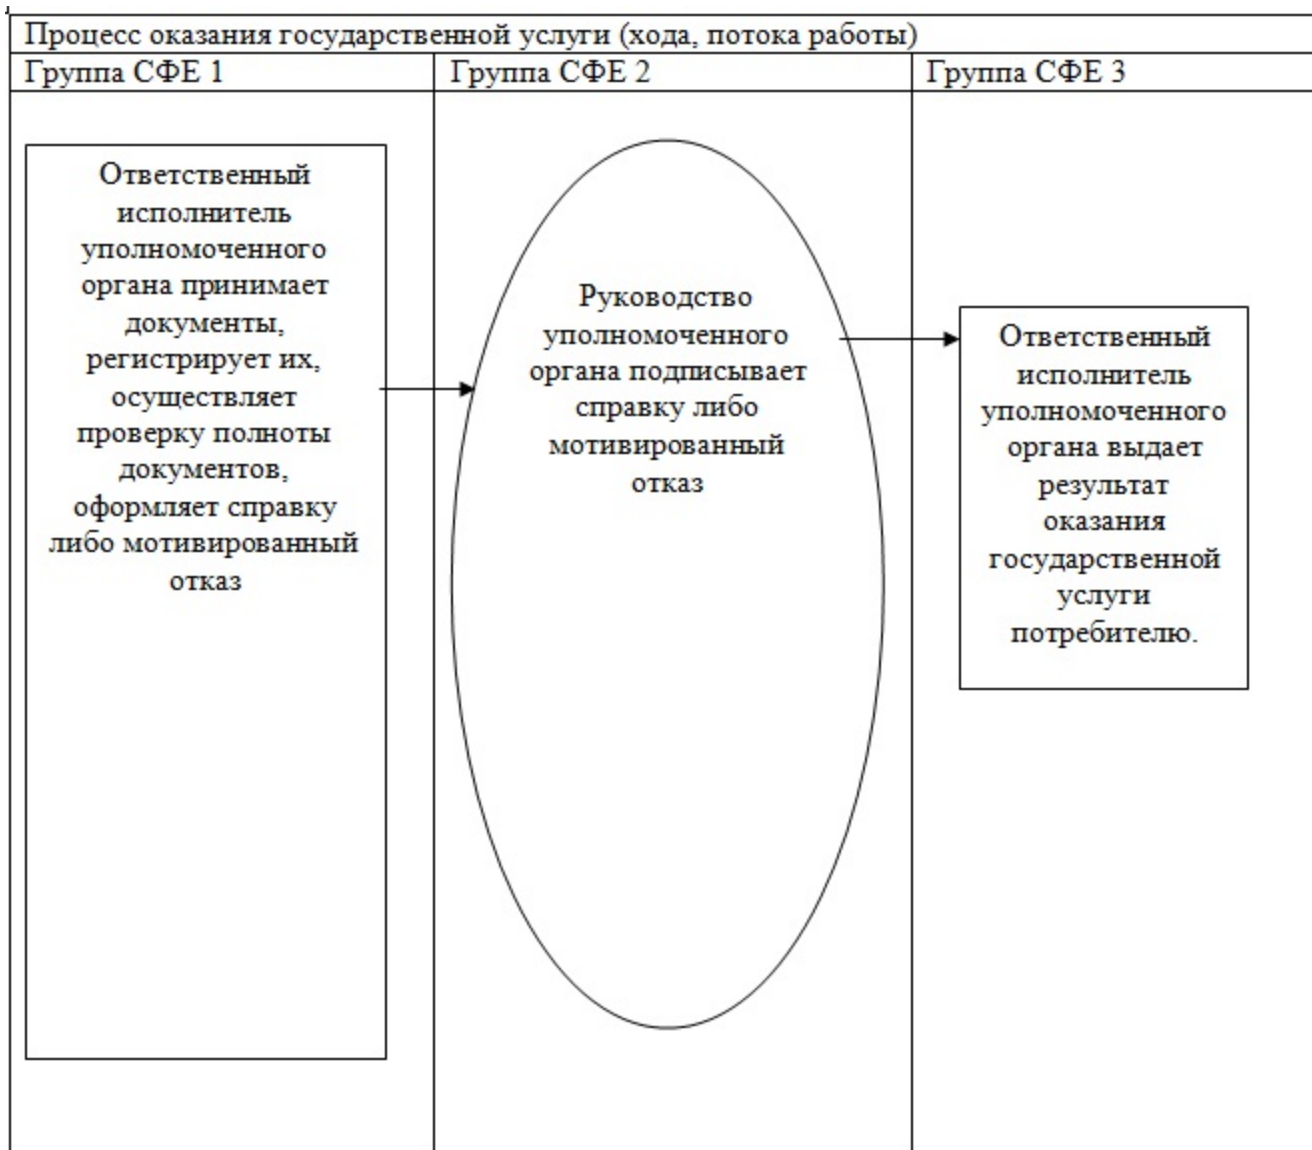 Процесс оказания государственной услуги (хода, потока работы)
Группа СФЕ 1
Группа СФЕ 2
Группа СФЕ 3
Ответственный
исполнитель
уполномоченного
органа принимает
документы,
регистрирует их,
осуществляет
проверку полноты
документов,
оформляет справку
либо мотивированный
отказ
Руководство
уполномоченного
органа подписывает
справку либо
мотивированный
отказ
Ответственный
исполнитель
уполномоченного
органа выдает
результат
оказания
государственной
услуги
потребителю.